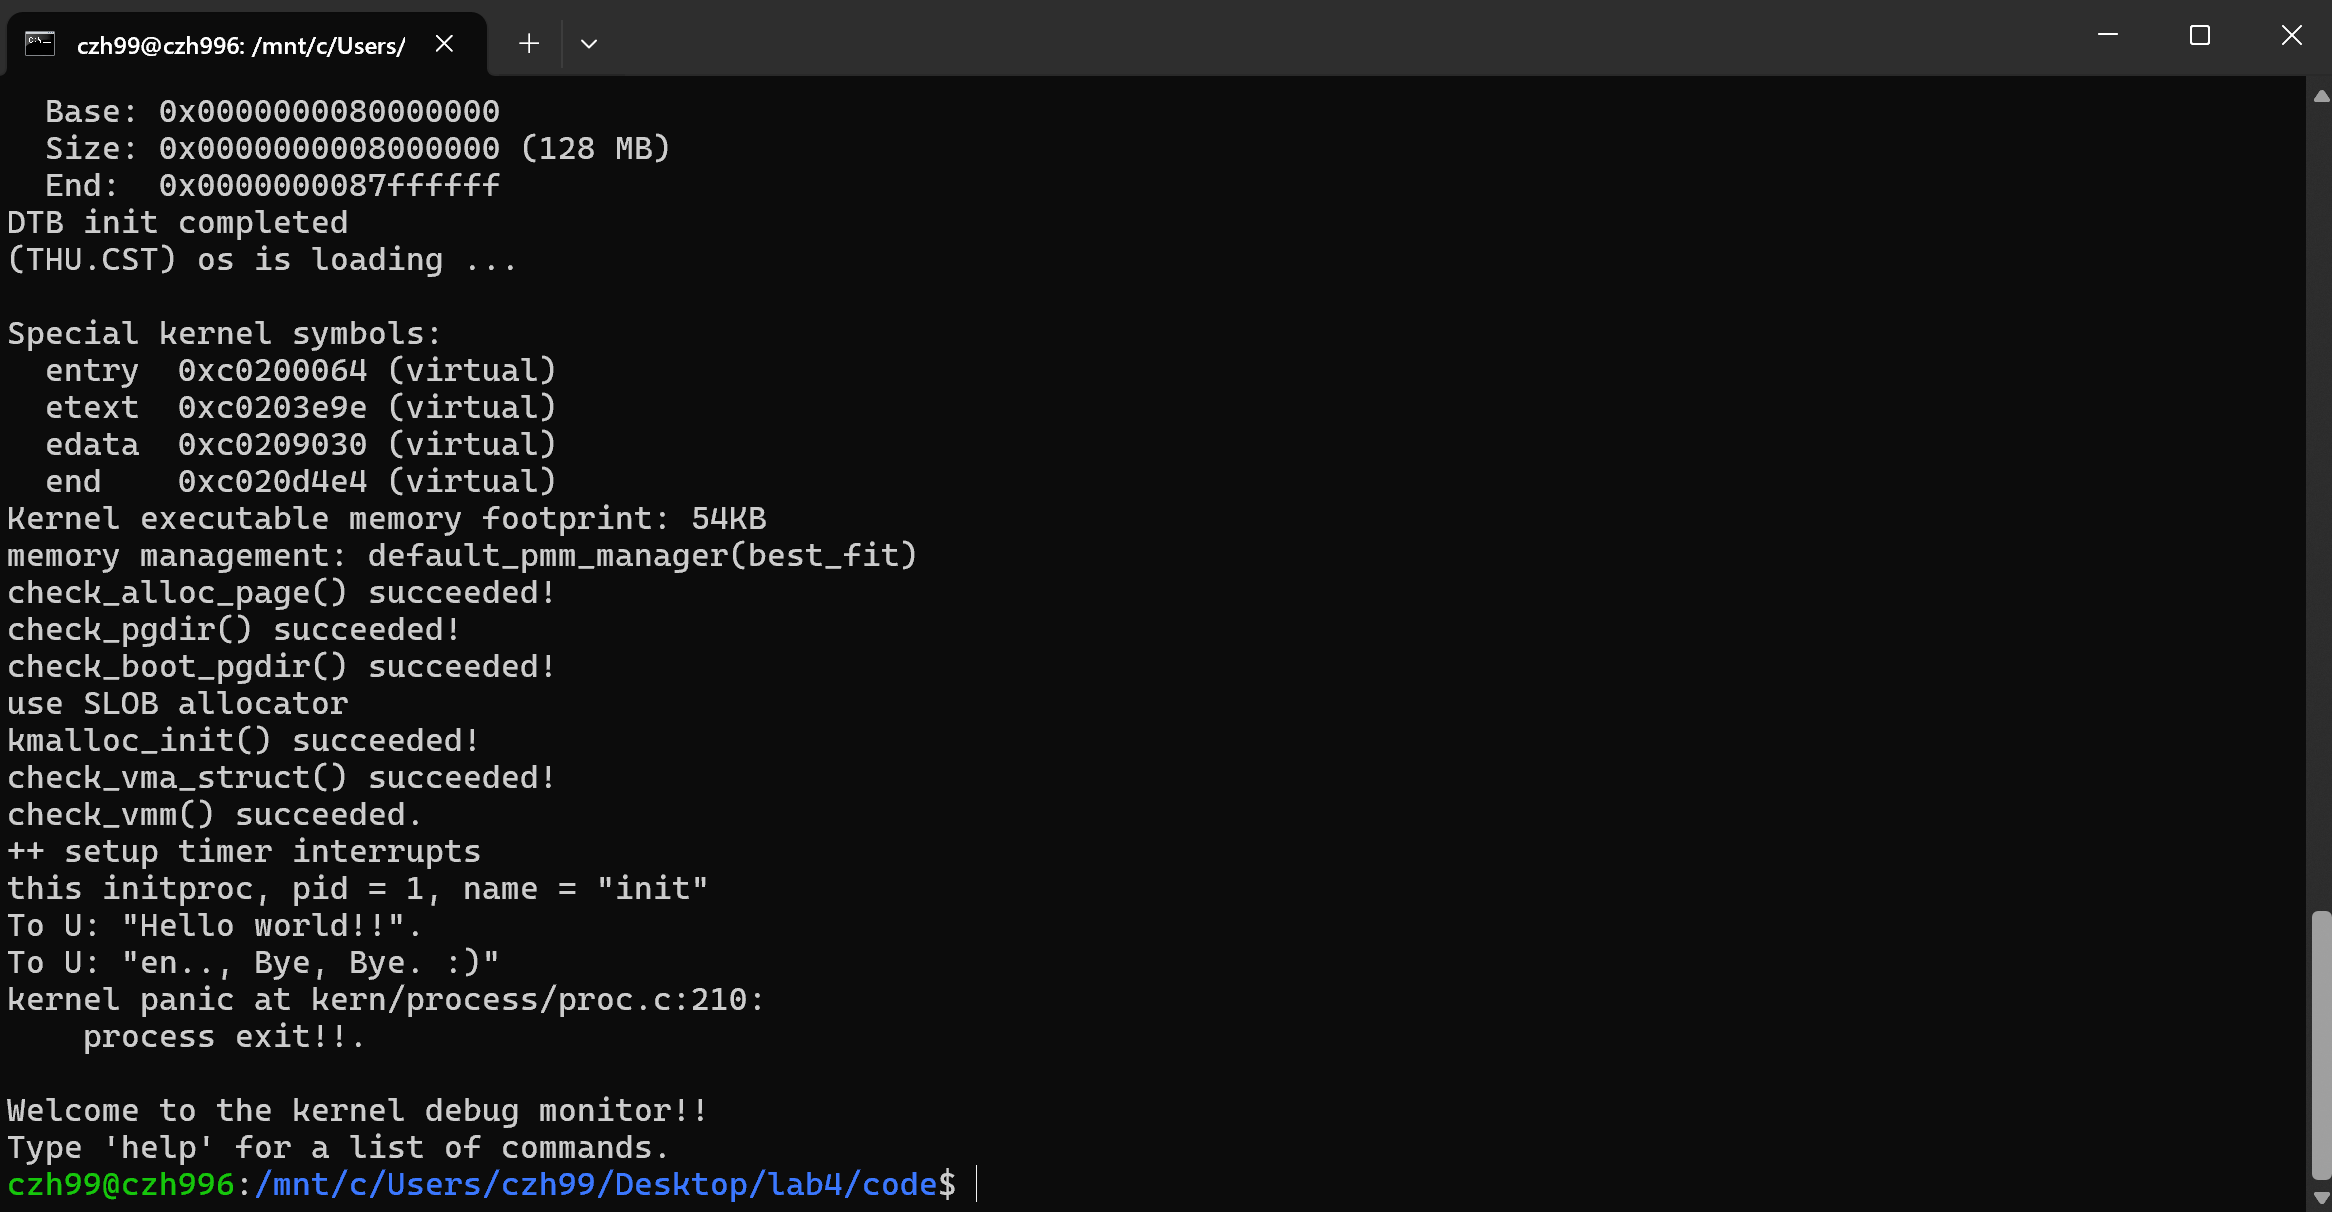 czh99@czh996: /mnt/c/Users/
  Base: 0x0000000080000000
  Size: 0x0000000008000000 (128 MB)
  End:  0x0000000087ffffff
DTB init completed
(THU.CST) os is loading ...

Special kernel symbols:
  entry  0xc0200064 (virtual)
  etext  0xc0203e9e (virtual)
  edata  0xc0209030 (virtual)
  end    0xc020d4e4 (virtual)
Kernel executable memory footprint: 54KB
memory management: default_pmm_manager(best_fit)
check_alloc_page() succeeded!
check_pgdir() succeeded!
check_boot_pgdir() succeeded!
use SLOB allocator
kmalloc_init() succeeded!
check_vma_struct() succeeded!
check_vmm() succeeded.
++ setup timer interrupts
this initproc, pid = 1, name = "init"
To U: "Hello world!!".
To U: "en.., Bye, Bye. :)"
kernel panic at kern/process/proc.c:210:
    process exit!!.

Welcome to the kernel debug monitor!!
Type 'help' for a list of commands.
czh99@czh996:/mnt/c/Users/czh99/Desktop/lab4/code$